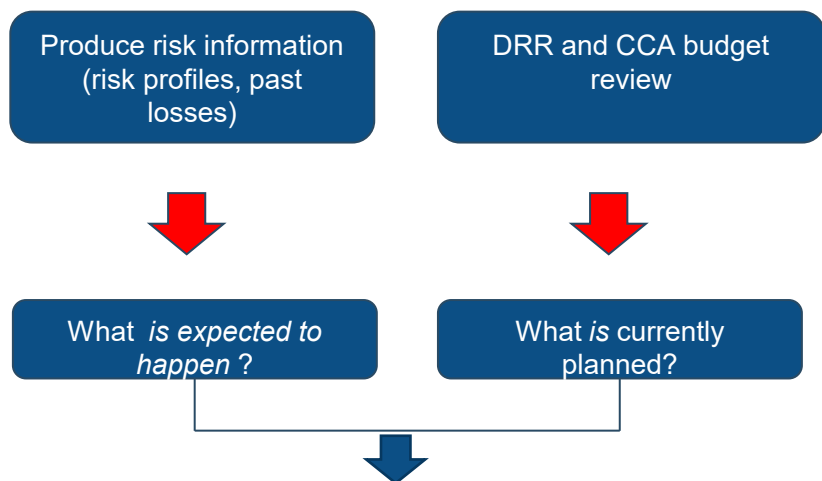 Produce risk information
(risk profiles, past
losses)
DRR and CCA budget
review
What is expected to
happen ?
What is currently
planned?